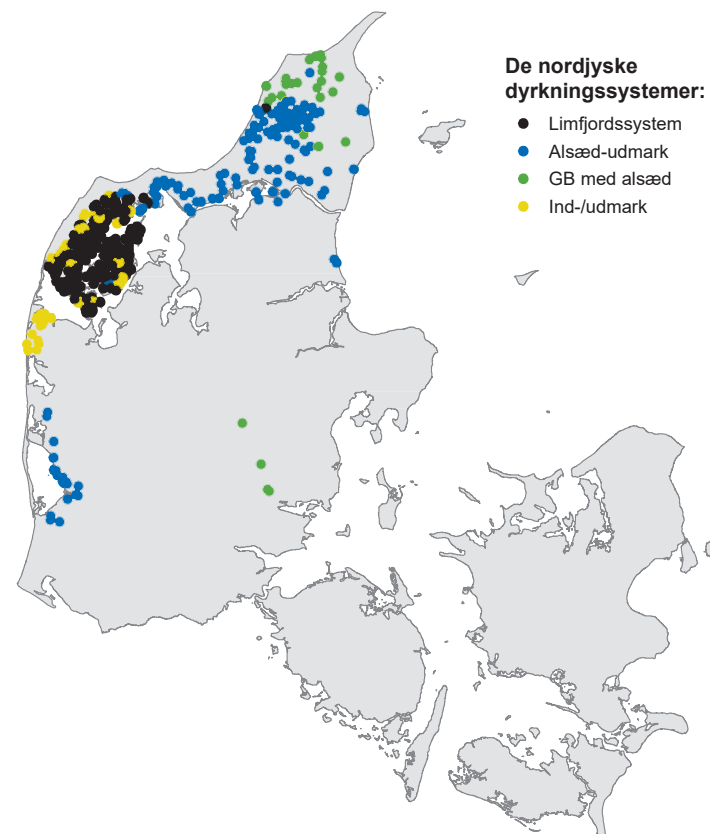 De nordjyske
dyrkningssystemer:
Limfjordssystem
Alsæd-udmark
GB med alsæd
Ind-/udmark